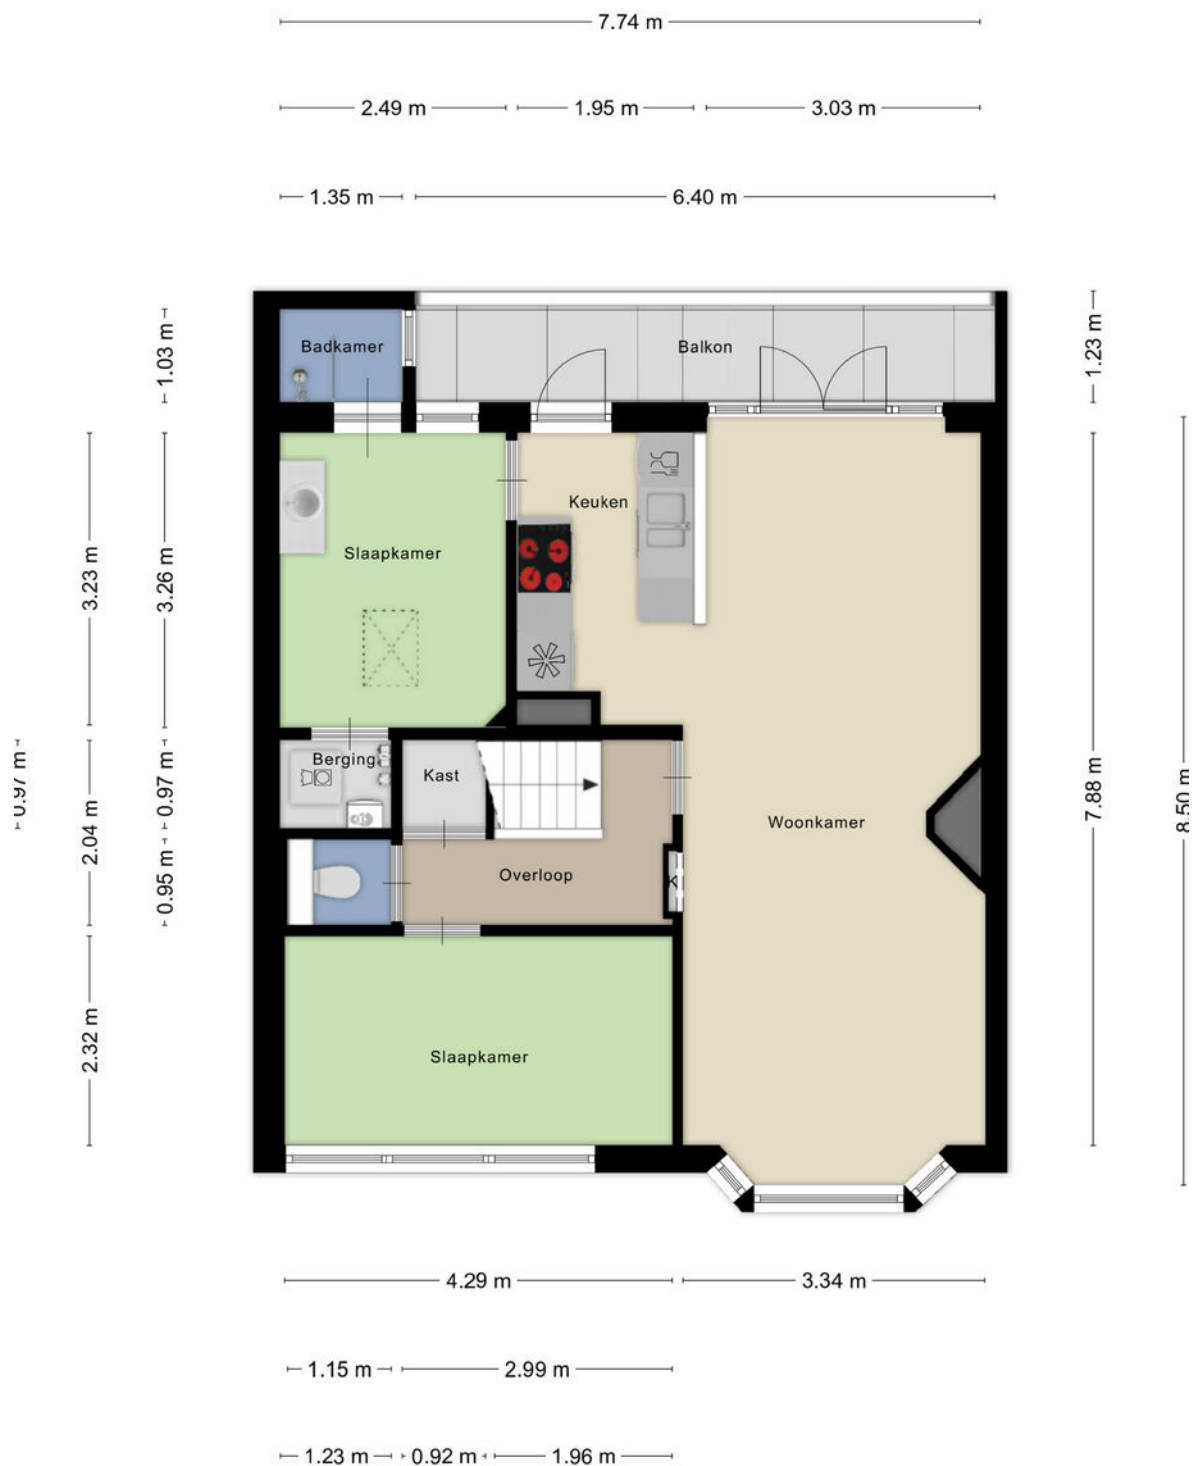 7.74 m
2.49 m
1.95 m
3.03 m
1.35 m
6.40 m
1.03 m
1.23 m
Badkamer
Balkon
Keuken
Slaapkamer
3.23 m
3.26 m
Berging
Kast
0.97 m
0.97 m
2.04 m
7.88 m
8.50 m
Woonkamer
0.95 m
Overloop
K
2.32 m
Slaapkamer
4.29 m
3.34 m
1.15 m
2.99 m
1.23 m
0.92 m
1.96 m